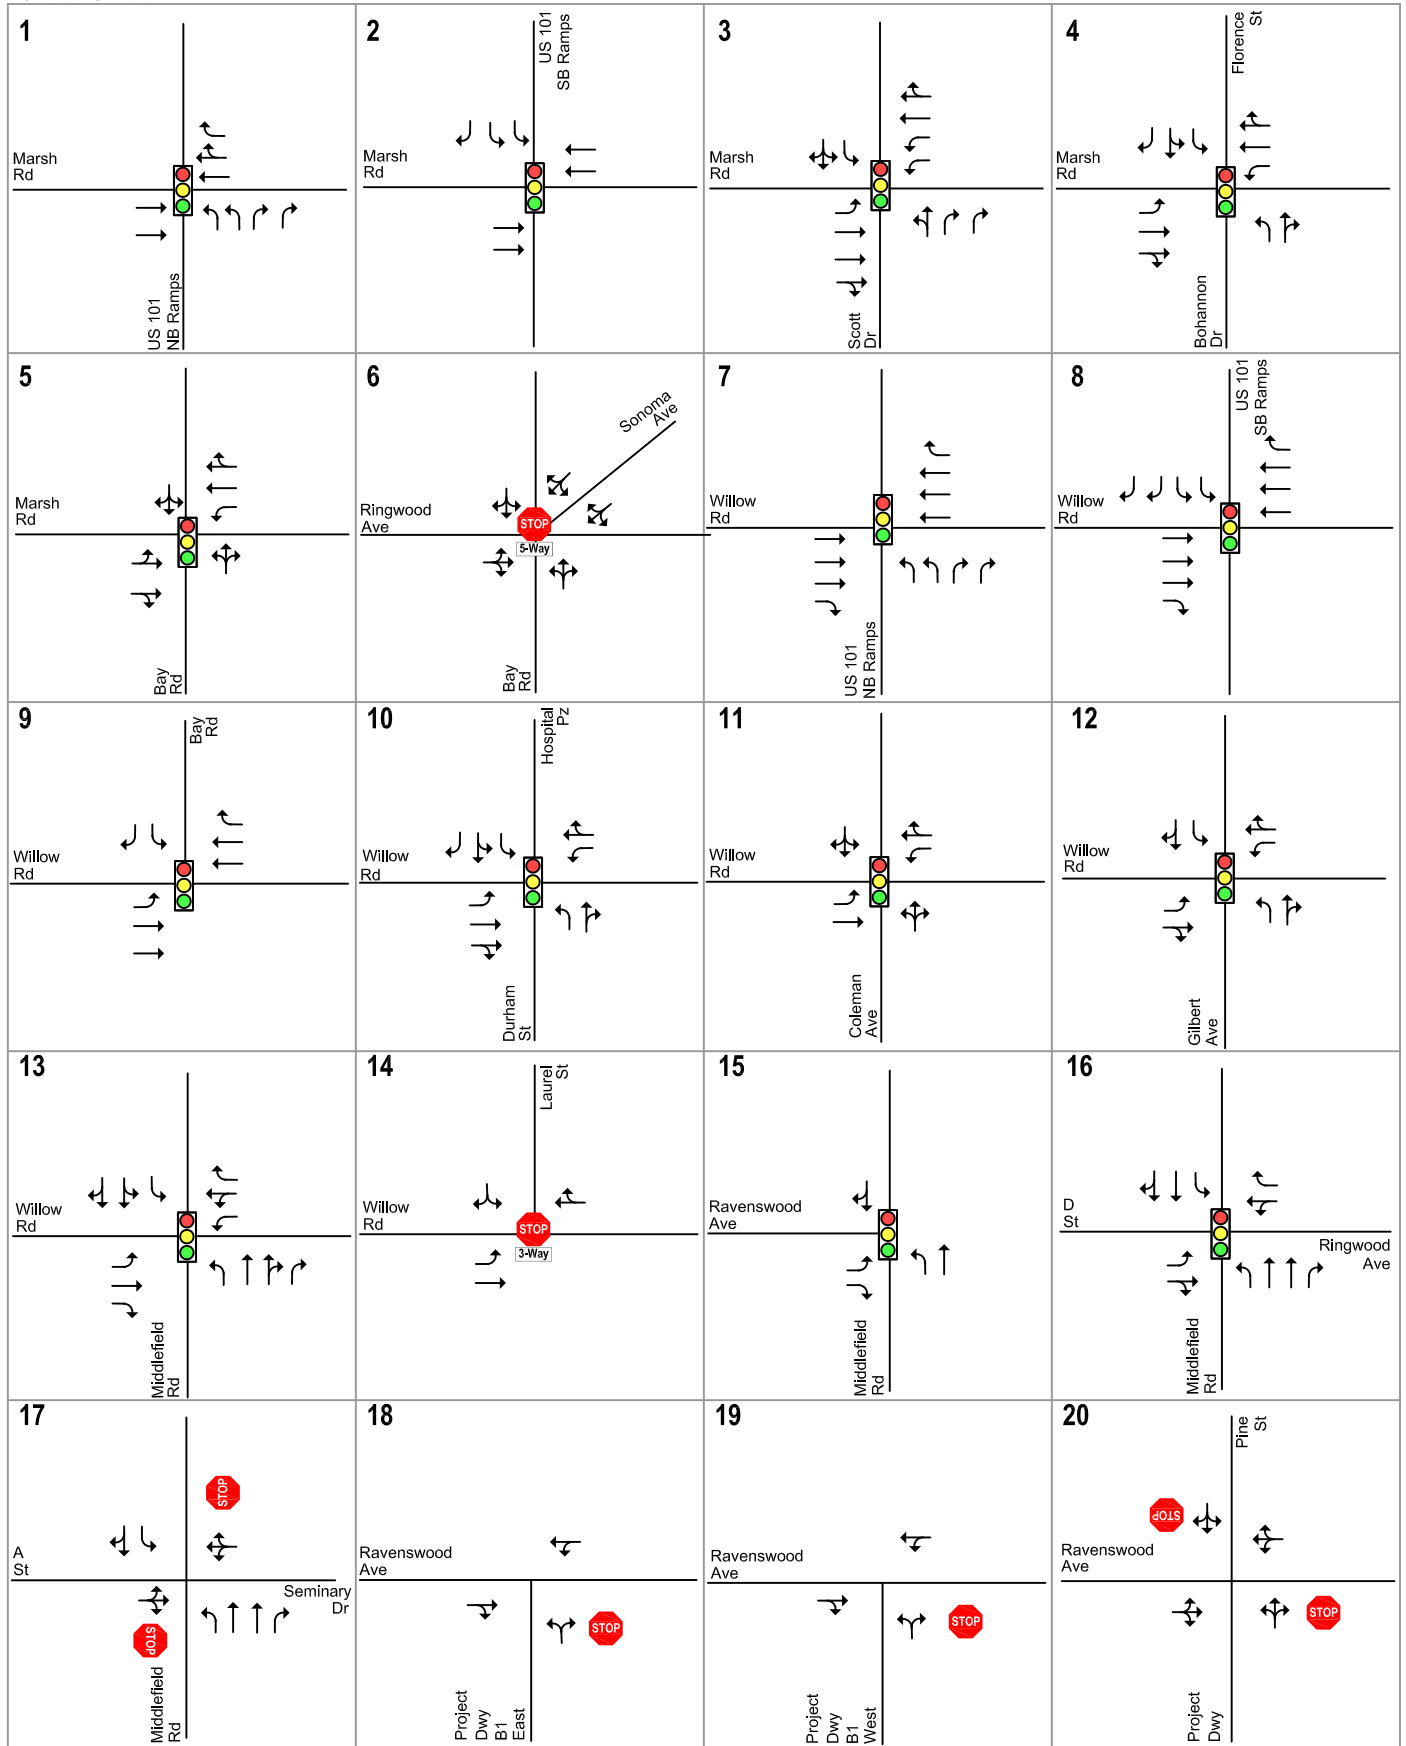 1
Marsh
Rd
US 101
NB Ramps
2
US 101
SB Ramps
Marsh
Rd
3
Marsh
Rd
Scott
Dr
4
Florence
St
Marsh
Rd
Bohannon
Dr
5
Marsh
Rd
Bay
Rd
6
Sonoma
Ave
Ringwood
Ave
STOP
5-Way
Bay
Rd
7
Willow
Rd
US 101
NB Ramps
8
US 101
SB Ramps
Willow
Rd
9
Bay
Rd
Willow
Rd
10
Hospital
Pz
Willow
Rd
Durham
St
11
Willow
Rd
Coleman
Ave
12
Willow
Rd
Gilbert
Ave
13
Willow
Rd
Middlefield
Rd
14
Laurel
St
Willow
Rd
STOP
3-Way
15
Ravenswood
Ave
Middlefield
Rd
16
D
St
Ringwood
Ave
Middlefield
Rd
17
STOP
A
St
Seminary
Dr
STOP
Middlefield
Rd
18
Ravenswood
Ave
STOP
Project
Dwy
B1
East
19
Ravenswood
Ave
STOP
Project
Dwy
B1
West
20
Pine
St
STOP
Ravenswood
Ave
STOP
Project
Dwy